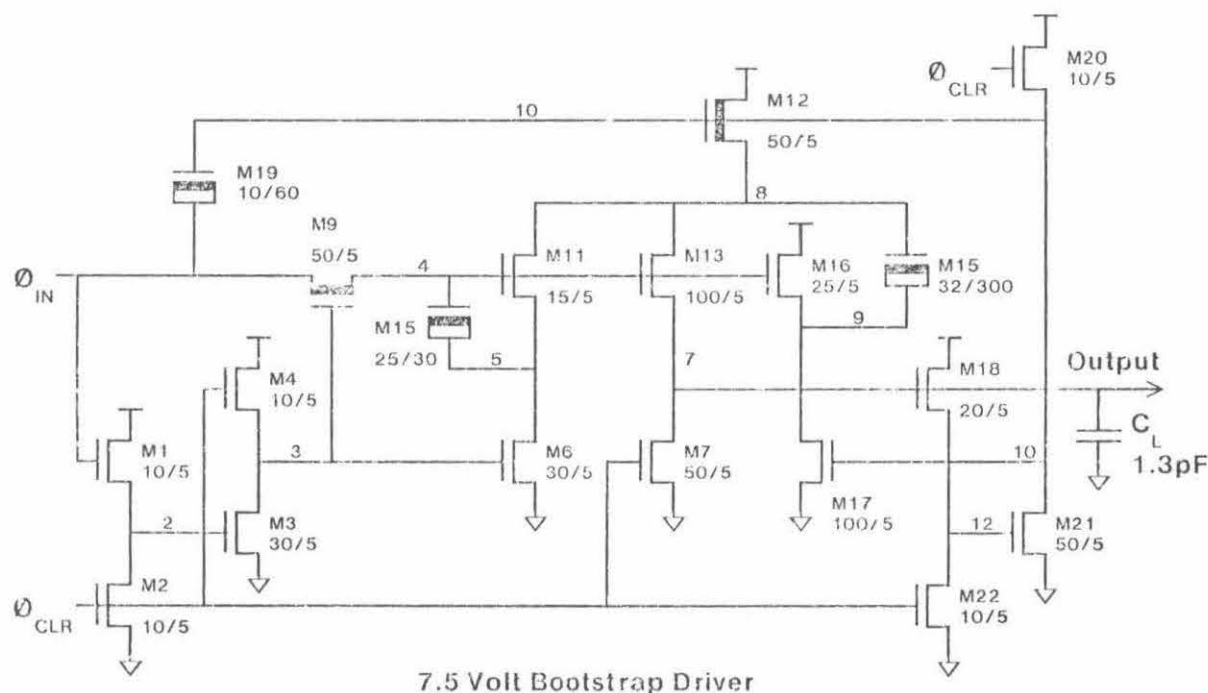 M20
10/5
Ø CLR
M12
50/5
10
M19
10/60
8
M9
50/5
Ø IN
4
M11
15/5
M13
100/5
M16
25/5
M15
32/300
9
M15
25/30
5
7
M18
20/5
Output
C L
1.3pF
M4
10/5
M1
10/5
3
M6
30/5
M7
50/5
10
M17
100/5
2
M3
30/5
12
M21
50/5
Ø CLR
M2
10/5
M22
10/5
7.5 Volt Bootstrap Driver